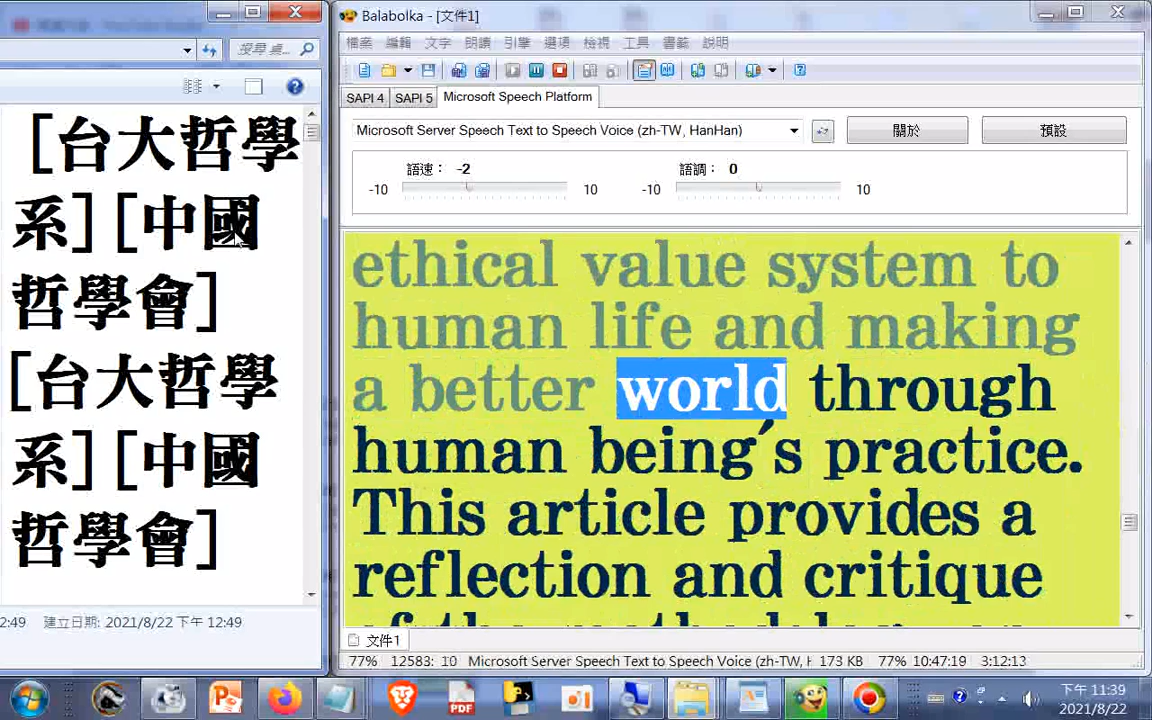 搜尋 桌...
[台大哲學
系] [中國
哲學會]
[台大哲學
系] [中國
哲學會]
2:49 建立日期: 2021/8/22 下午 12:49
Balabolka - [文件1]
檔案 編輯 文字 朗讀 引擎 選項 檢視 工具 書籤 說明
SAPI 4 SAPI 5 Microsoft Speech Platform
Microsoft Server Speech Text to Speech Voice (zh-TW, HanHan) 關於 預設
語速： -2 語調： 0
-10 10 -10 10
ethical value system to
human life and making
a better world through
human being´s practice.
This article provides a
reflection and critique
文件1
77% 12583: 10 Microsoft Server Speech Text to Speech Voice (zh-TW, H 173 KB 77% 10:47:19 3:12:13
PDF
下午 11:39
2021/8/22